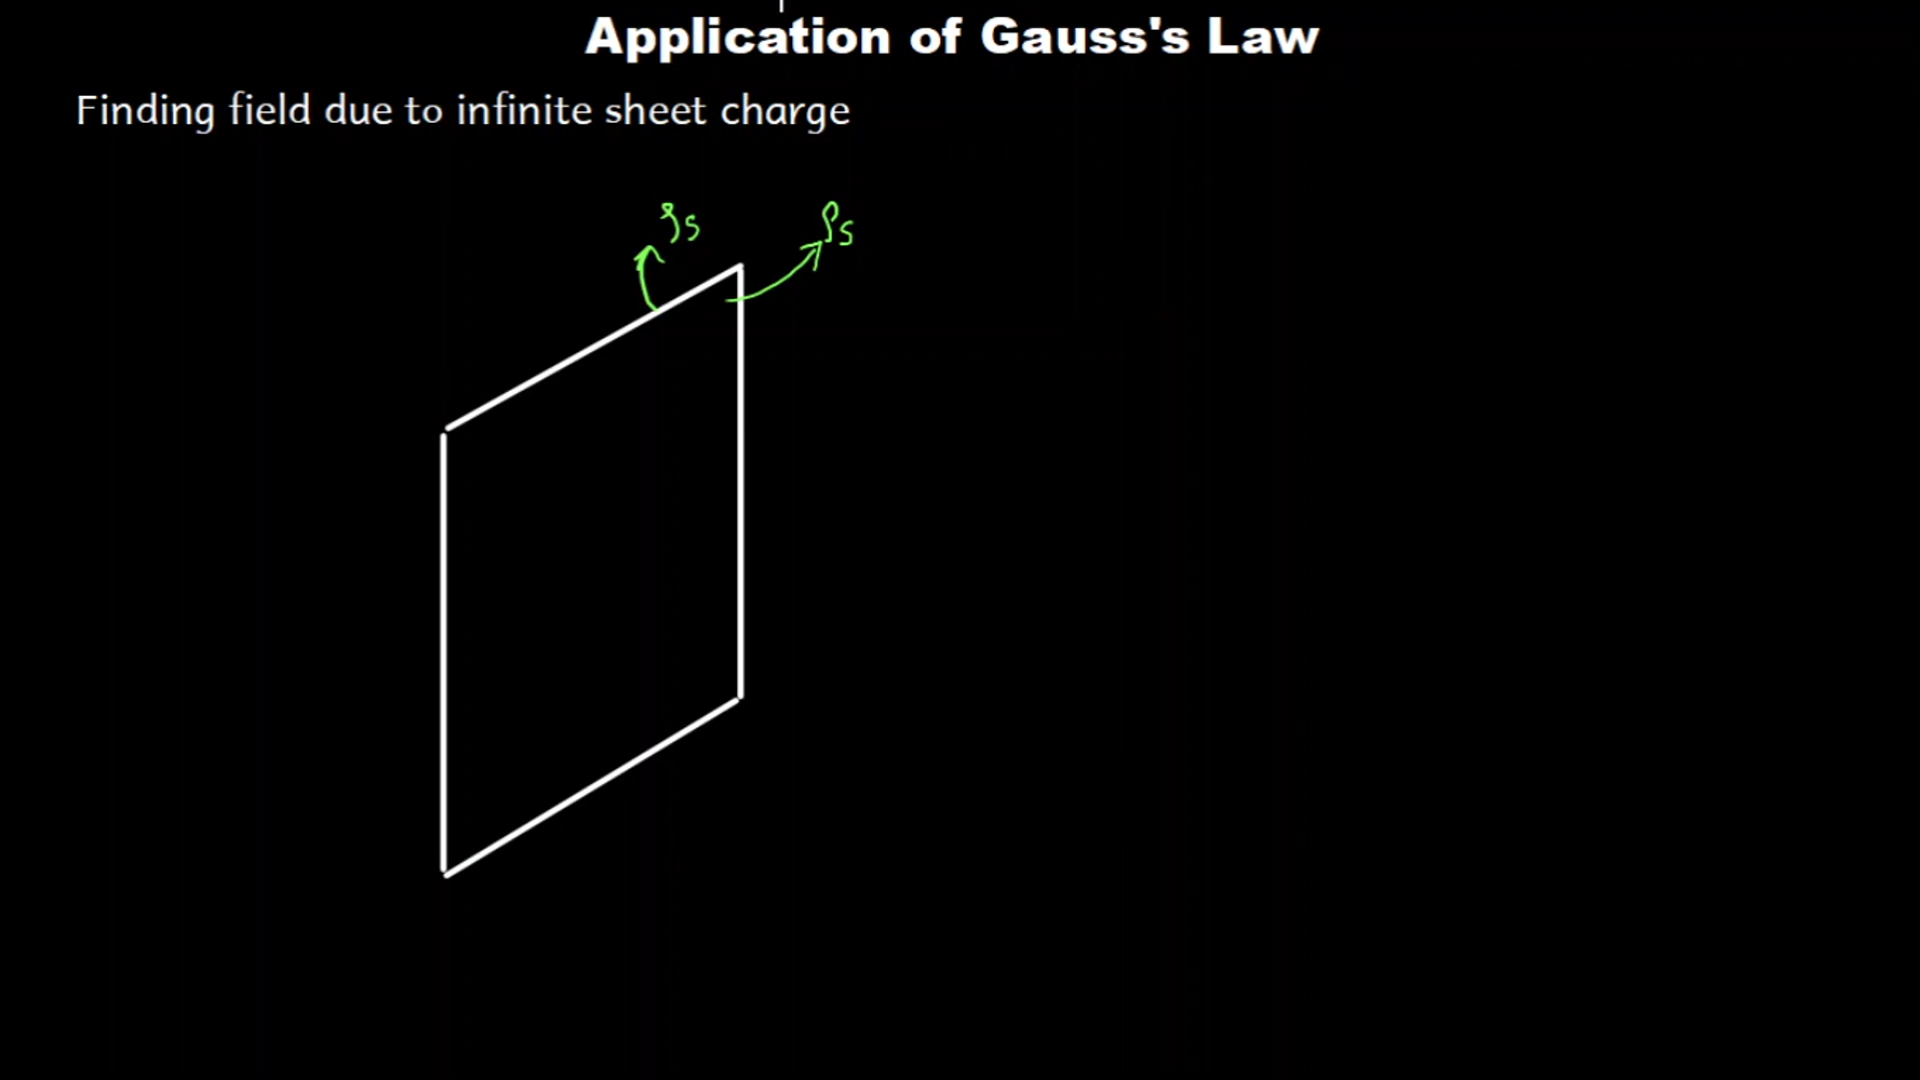 Application of Gauss's Law
Finding field due to infinite sheet charge
ρs ρs